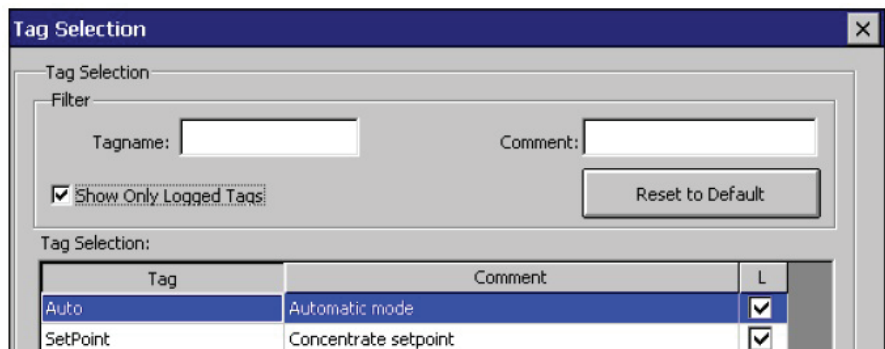 Tag Selection
Tag Selection
Filter
Tagname:
Comment:
Show Only Logged Tags
Reset to Default
Tag Selection:
Tag Comment L
Auto Automatic mode
SetPoint Concentrate setpoint